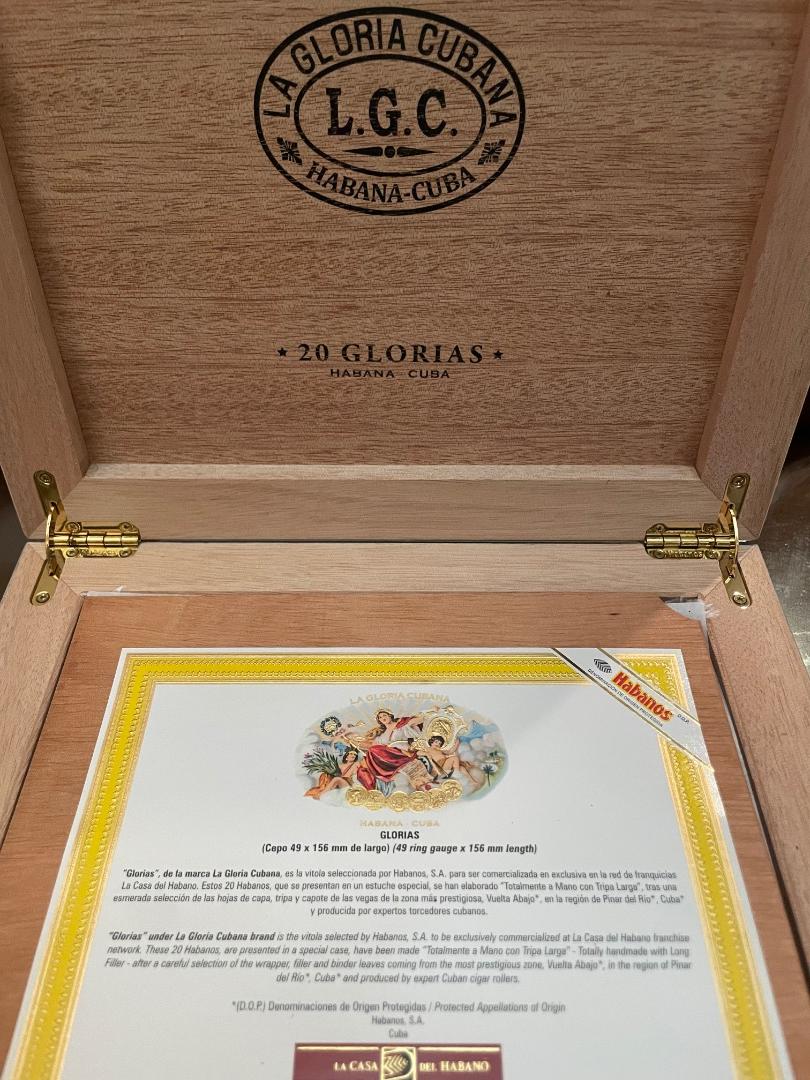 LA GLORIA CUBANA
L.G.C.
HABANA-CUBA
★ 20 GLORIAS ★
HABANA CUBA
Habanos
DENOMINACIÓN DE ORIGEN PROTEGIDA
D.O.P.
LA GLORIA CUBANA
HABANA - CUBA
GLORIAS
(Cepo 49 x 156 mm de largo) (49 ring gauge x 156 mm length)
"Glorias", de la marca La Gloria Cubana, es la vitola seleccionada por Habanos, S.A. para ser comercializada en exclusiva en la red de franquicias
La Casa del Habano. Estos 20 Habanos, que se presentan en un estuche especial, se han elaborado "Totalmente a Mano con Tripa Larga", tras una
esmerada selección de las hojas de capa, tripa y capote de las vegas de la zona más prestigiosa, Vuelta Abajo*, en la región de Pinar del Río*, Cuba*
y producida por expertos torcedores cubanos.
"Glorias" under La Gloria Cubana brand is the vitola selected by Habanos, S.A. to be exclusively commercialized at La Casa del Habano franchise
network. These 20 Habanos, are presented in a special case, have been made "Totalmente a Mano con Tripa Larga" - Totally handmade with Long
Filler - after a careful selection of the wrapper, filler and binder leaves coming from the most prestigious zone, Vuelta Abajo*, in the region of Pinar
del Río*, Cuba* and produced by expert Cuban cigar rollers.
*(D.O.P.) Denominaciones de Origen Protegidas / Protected Appellations of Origin
Habanos, S.A.
Cuba
LA CASA DEL HABANO